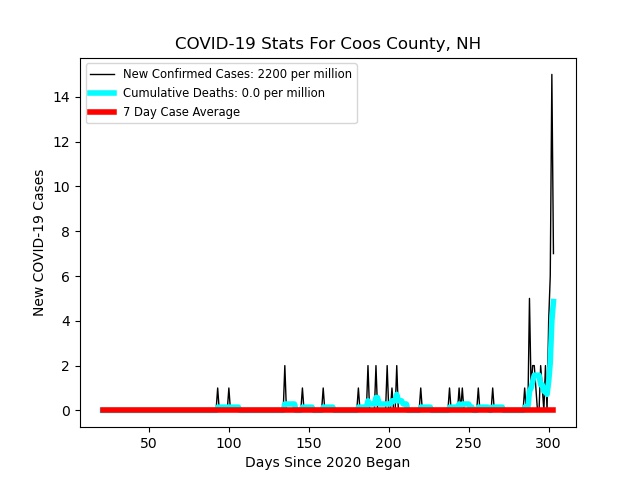 COVID-19 Stats For Coos County, NH
New Confirmed Cases: 2200 per million
Cumulative Deaths: 0.0 per million
7 Day Case Average
New COVID-19 Cases
14
12
10
8
6
4
2
0
50 100 150 200 250 300
Days Since 2020 Began